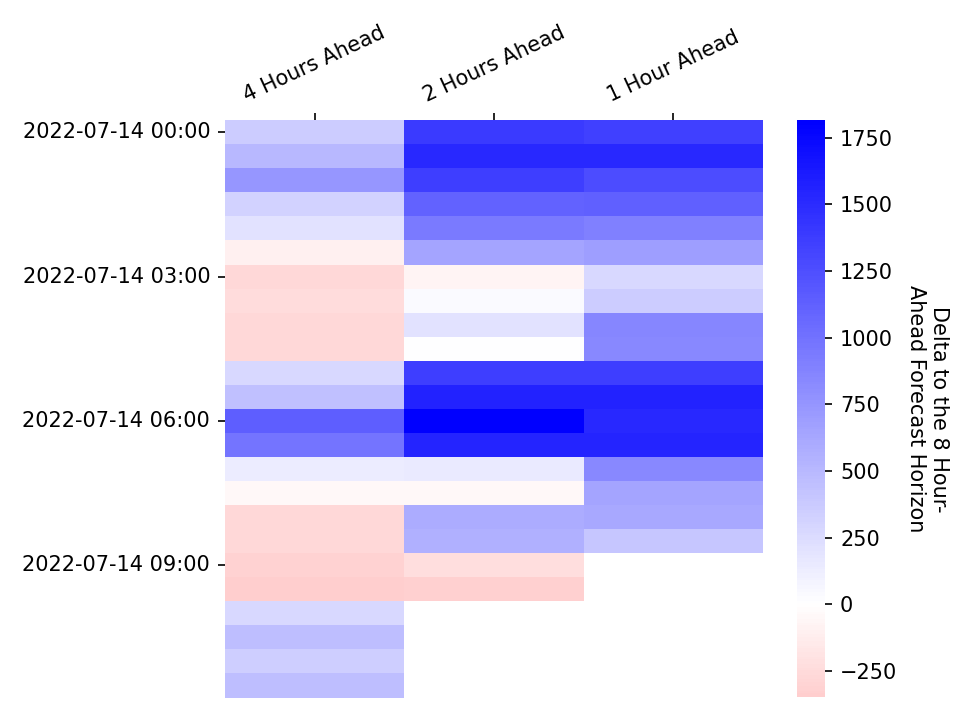 4 Hours Ahead
2 Hours Ahead
1 Hour Ahead
2022-07-14 00:00
2022-07-14 03:00
2022-07-14 06:00
2022-07-14 09:00
1750
1500
1250
1000
750
500
250
0
−250
Delta to the 8 Hour-
Ahead Forecast Horizon